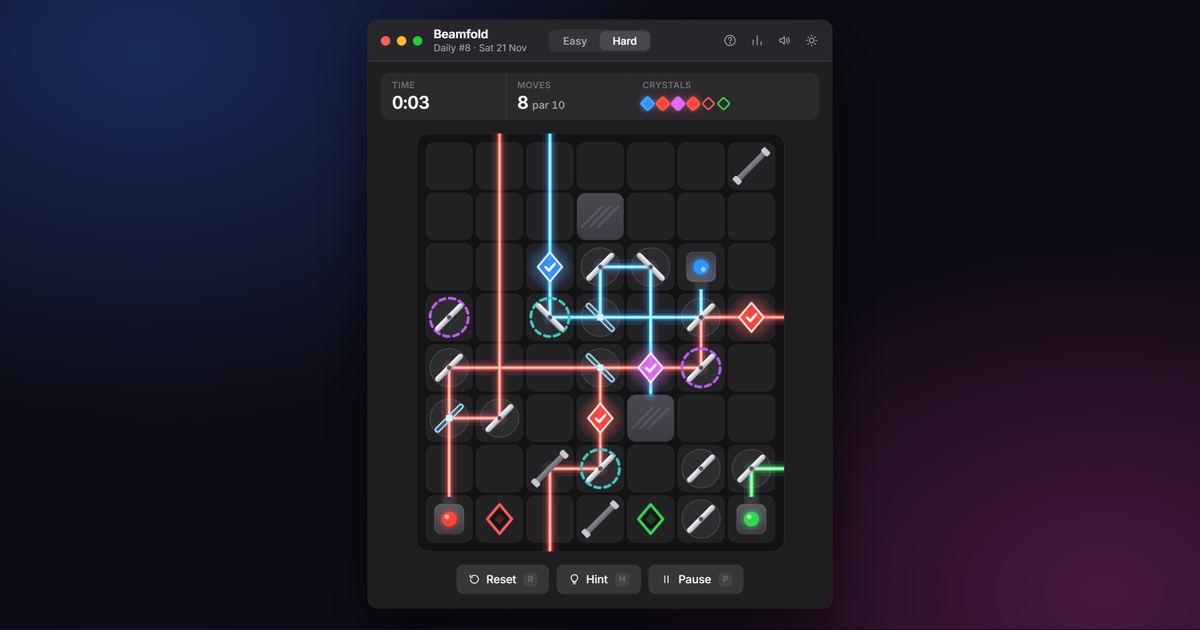 Beamfold
Daily #8 · Sat 21 Nov
Easy
Hard
TIME
0:03
MOVES
8 par 10
CRYSTALS
Reset R
Hint H
Pause P